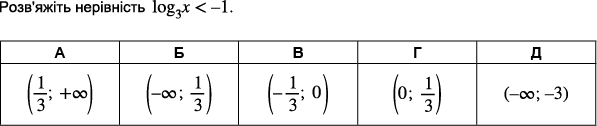 Розв'яжіть нерівність log₃x < –1.
А Б В Г Д
(1/3; +∞) (–∞; 1/3) (–1/3; 0) (0; 1/3) (–∞; –3)